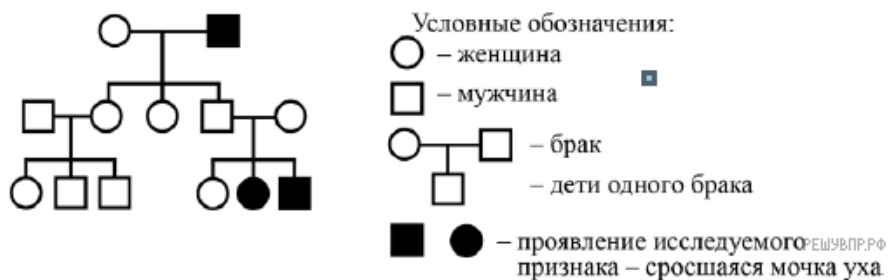 Условные обозначения:
– женщина
– мужчина
– брак
– дети одного брака
– проявление исследуемого
РЕШУВПР.РФ
признака – сросшаяся мочка уха